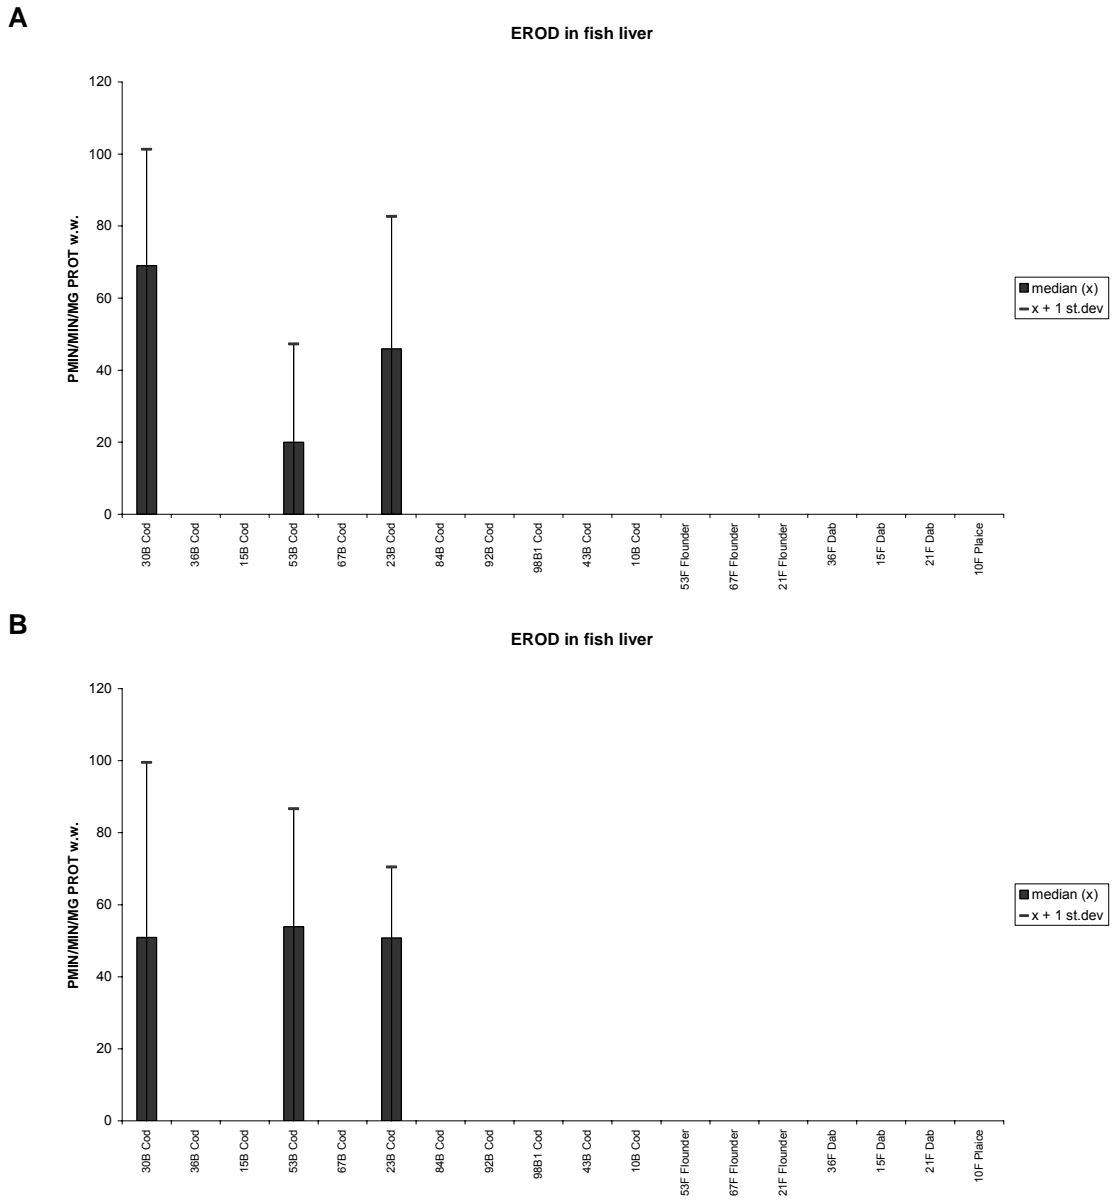 A
EROD in fish liver
PMIN/MIN/MG PROT w.w.
120
100
80
60
40
20
0
30B Cod
36B Cod
15B Cod
53B Cod
67B Cod
23B Cod
84B Cod
92B Cod
98B1 Cod
43B Cod
10B Cod
53F Flounder
67F Flounder
21F Flounder
36F Dab
15F Dab
21F Dab
10F Plaice
median (x)
x + 1 st.dev
B
EROD in fish liver
PMIN/MIN/MG PROT w.w.
120
100
80
60
40
20
0
30B Cod
36B Cod
15B Cod
53B Cod
67B Cod
23B Cod
84B Cod
92B Cod
98B1 Cod
43B Cod
10B Cod
53F Flounder
67F Flounder
21F Flounder
36F Dab
15F Dab
21F Dab
10F Plaice
median (x)
x + 1 st.dev